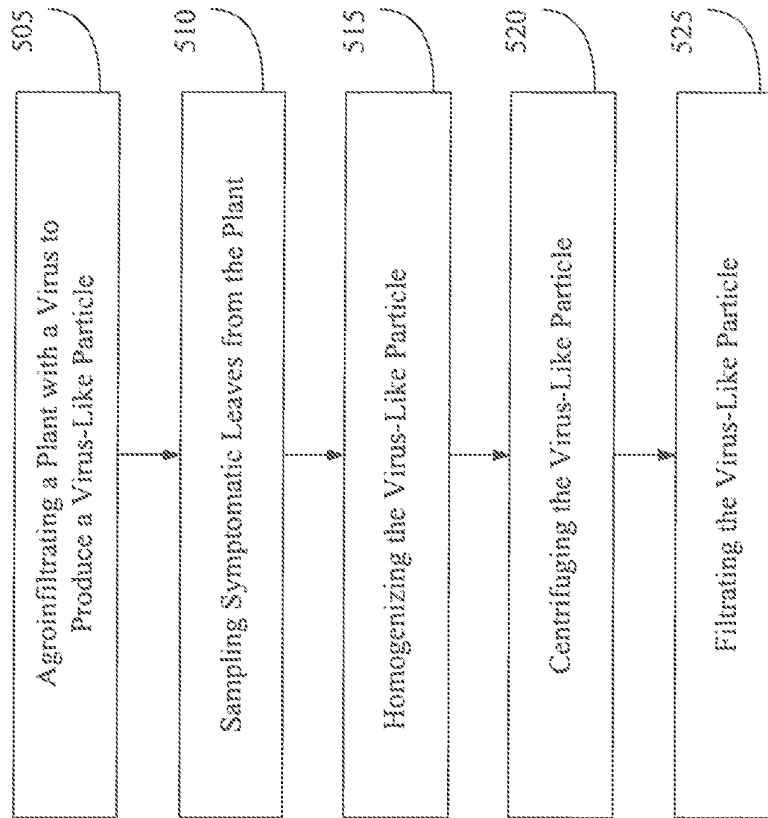 505
Agroinfiltrating a Plant with a Virus to
Produce a Virus-Like Particle
510
Sampling Symptomatic Leaves from the Plant
515
Homogenizing the Virus-Like Particle
520
Centrifuging the Virus-Like Particle
525
Filtrating the Virus-Like Particle